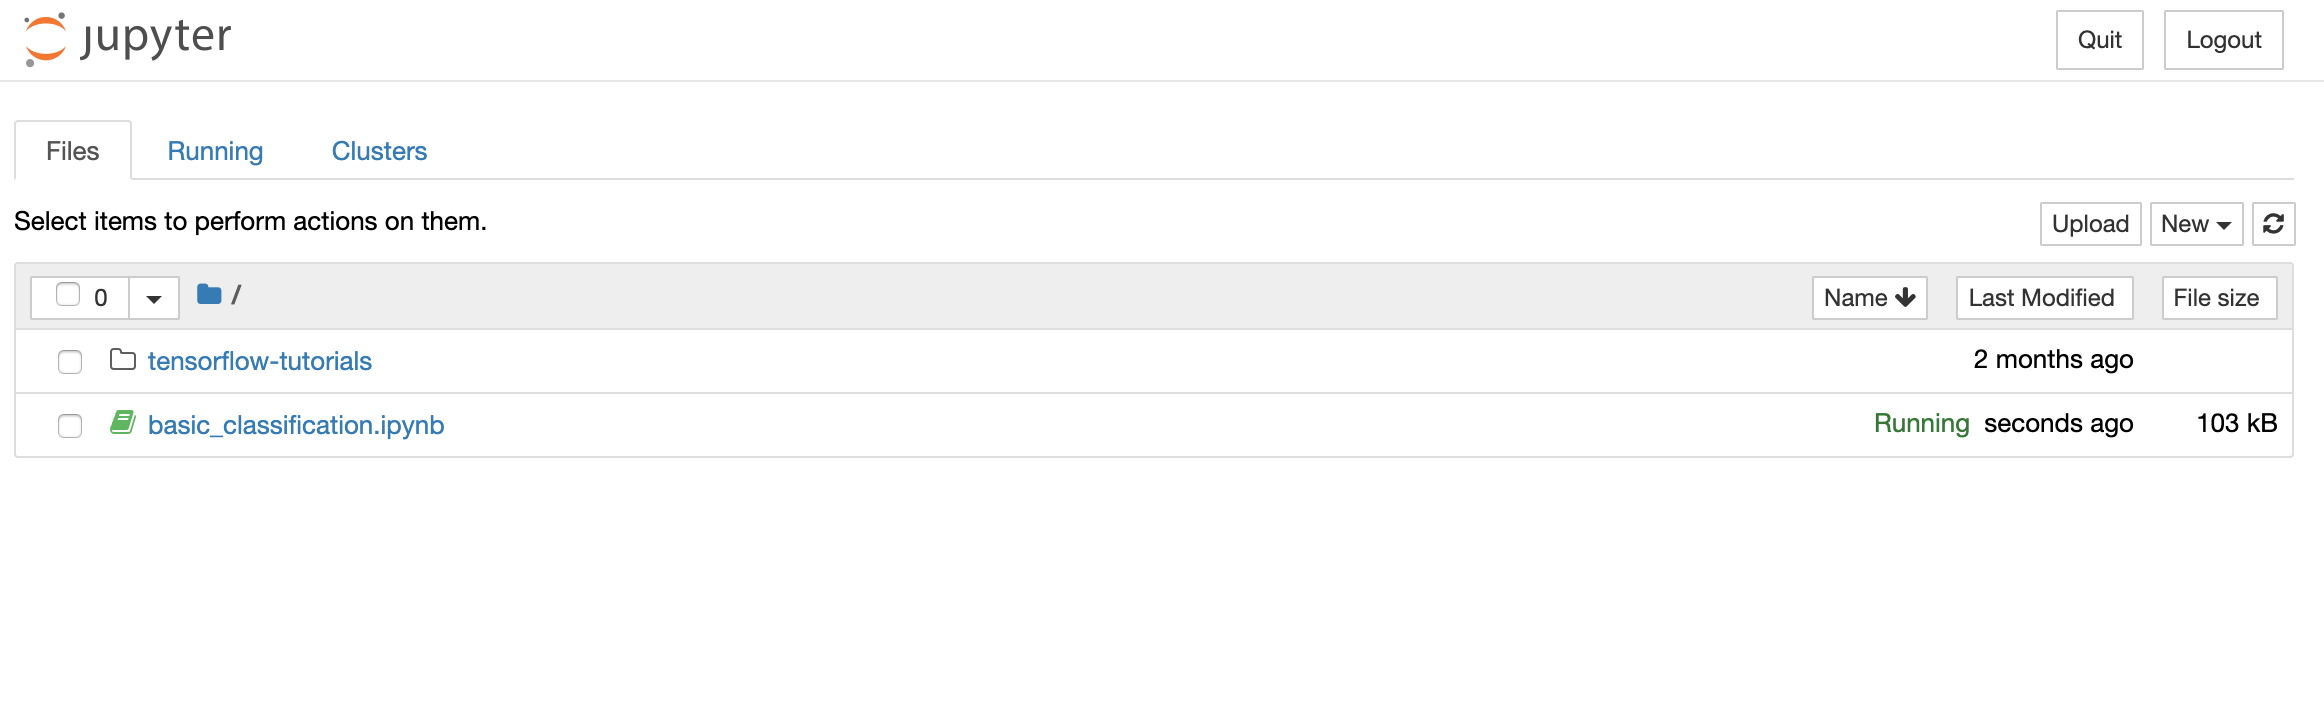 jupyter
Quit Logout
Files Running Clusters
Select items to perform actions on them.
Upload New
0 / Name Last Modified File size
tensorflow-tutorials 2 months ago
basic_classification.ipynb Running seconds ago 103 kB